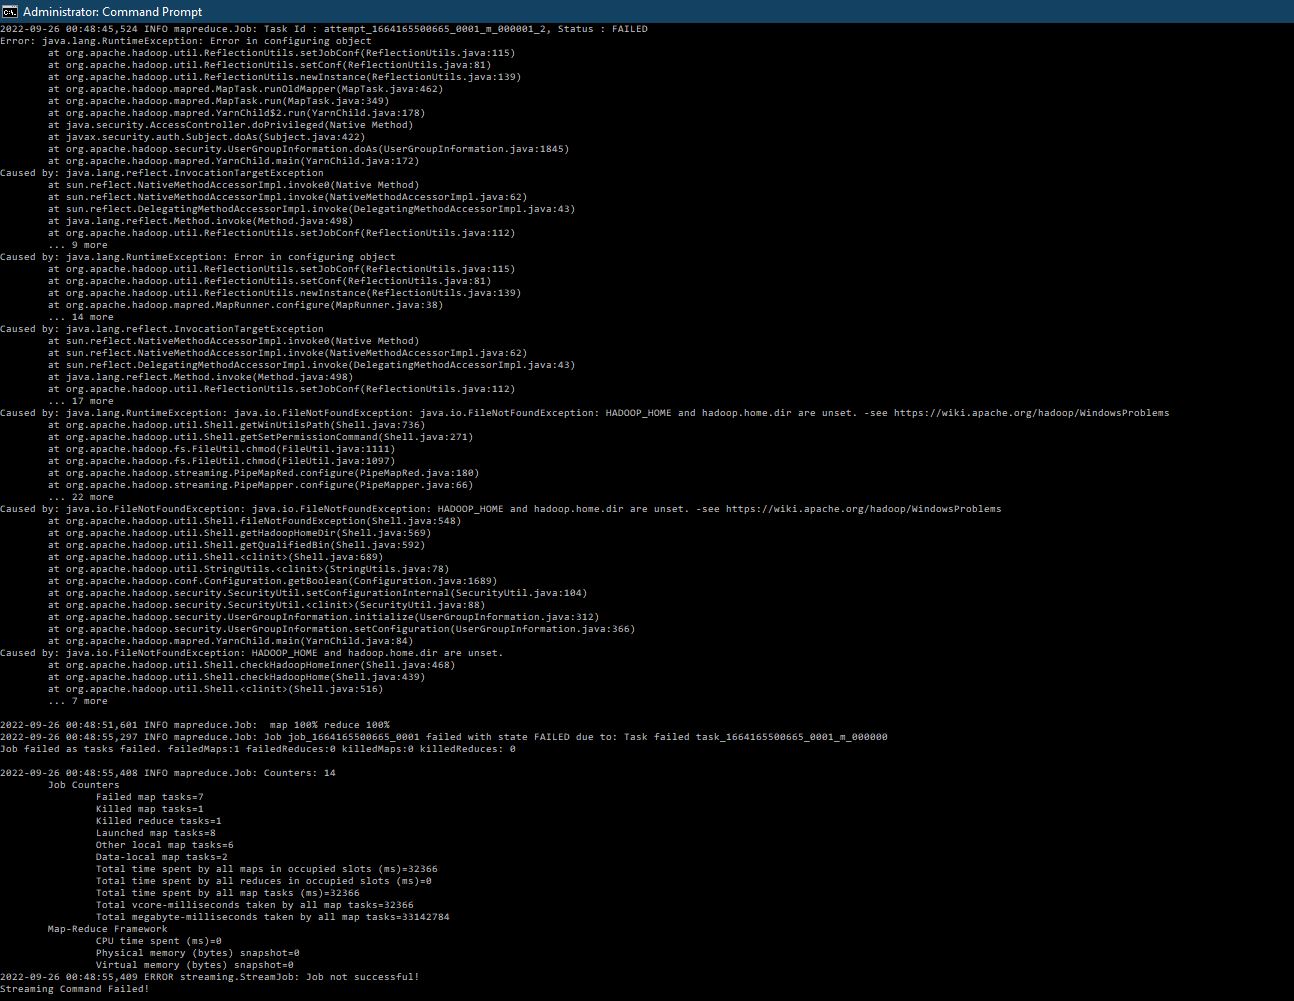 Administrator: Command Prompt
2022-09-26 00:48:45,524 INFO mapreduce.Job: Task Id : attempt_1664165500665_0001_m_000001_2, Status : FAILED
Error: java.lang.RuntimeException: Error in configuring object
at org.apache.hadoop.util.ReflectionUtils.setJobConf(ReflectionUtils.java:115)
at org.apache.hadoop.util.ReflectionUtils.setConf(ReflectionUtils.java:81)
at org.apache.hadoop.util.ReflectionUtils.newInstance(ReflectionUtils.java:139)
at org.apache.hadoop.mapred.MapTask.runOldMapper(MapTask.java:462)
at org.apache.hadoop.mapred.MapTask.run(MapTask.java:349)
at org.apache.hadoop.mapred.YarnChild$2.run(YarnChild.java:178)
at java.security.AccessController.doPrivileged(Native Method)
at javax.security.auth.Subject.doAs(Subject.java:422)
at org.apache.hadoop.security.UserGroupInformation.doAs(UserGroupInformation.java:1845)
at org.apache.hadoop.mapred.YarnChild.main(YarnChild.java:172)
Caused by: java.lang.reflect.InvocationTargetException
at sun.reflect.NativeMethodAccessorImpl.invoke0(Native Method)
at sun.reflect.NativeMethodAccessorImpl.invoke(NativeMethodAccessorImpl.java:62)
at sun.reflect.DelegatingMethodAccessorImpl.invoke(DelegatingMethodAccessorImpl.java:43)
at java.lang.reflect.Method.invoke(Method.java:498)
at org.apache.hadoop.util.ReflectionUtils.setJobConf(ReflectionUtils.java:112)
... 9 more
Caused by: java.lang.RuntimeException: Error in configuring object
at org.apache.hadoop.util.ReflectionUtils.setJobConf(ReflectionUtils.java:115)
at org.apache.hadoop.util.ReflectionUtils.setConf(ReflectionUtils.java:81)
at org.apache.hadoop.util.ReflectionUtils.newInstance(ReflectionUtils.java:139)
at org.apache.hadoop.mapred.MapRunner.configure(MapRunner.java:38)
... 14 more
Caused by: java.lang.reflect.InvocationTargetException
at sun.reflect.NativeMethodAccessorImpl.invoke0(Native Method)
at sun.reflect.NativeMethodAccessorImpl.invoke(NativeMethodAccessorImpl.java:62)
at sun.reflect.DelegatingMethodAccessorImpl.invoke(DelegatingMethodAccessorImpl.java:43)
at java.lang.reflect.Method.invoke(Method.java:498)
at org.apache.hadoop.util.ReflectionUtils.setJobConf(ReflectionUtils.java:112)
... 17 more
Caused by: java.lang.RuntimeException: java.io.FileNotFoundException: java.io.FileNotFoundException: HADOOP_HOME and hadoop.home.dir are unset. -see https://wiki.apache.org/hadoop/WindowsProblems
at org.apache.hadoop.util.Shell.getWinUtilsPath(Shell.java:736)
at org.apache.hadoop.util.Shell.getSetPermissionCommand(Shell.java:271)
at org.apache.hadoop.fs.FileUtil.chmod(FileUtil.java:1111)
at org.apache.hadoop.fs.FileUtil.chmod(FileUtil.java:1097)
at org.apache.hadoop.streaming.PipeMapRed.configure(PipeMapRed.java:180)
at org.apache.hadoop.streaming.PipeMapper.configure(PipeMapper.java:66)
... 22 more
Caused by: java.io.FileNotFoundException: java.io.FileNotFoundException: HADOOP_HOME and hadoop.home.dir are unset. -see https://wiki.apache.org/hadoop/WindowsProblems
at org.apache.hadoop.util.Shell.fileNotFoundException(Shell.java:548)
at org.apache.hadoop.util.Shell.getHadoopHomeDir(Shell.java:569)
at org.apache.hadoop.util.Shell.getQualifiedBin(Shell.java:592)
at org.apache.hadoop.util.Shell.<clinit>(Shell.java:689)
at org.apache.hadoop.util.StringUtils.<clinit>(StringUtils.java:78)
at org.apache.hadoop.conf.Configuration.getBoolean(Configuration.java:1689)
at org.apache.hadoop.security.SecurityUtil.setConfigurationInternal(SecurityUtil.java:104)
at org.apache.hadoop.security.SecurityUtil.<clinit>(SecurityUtil.java:88)
at org.apache.hadoop.security.UserGroupInformation.initialize(UserGroupInformation.java:312)
at org.apache.hadoop.security.UserGroupInformation.setConfiguration(UserGroupInformation.java:366)
at org.apache.hadoop.mapred.YarnChild.main(YarnChild.java:84)
Caused by: java.io.FileNotFoundException: HADOOP_HOME and hadoop.home.dir are unset.
at org.apache.hadoop.util.Shell.checkHadoopHomeInner(Shell.java:468)
at org.apache.hadoop.util.Shell.checkHadoopHome(Shell.java:439)
at org.apache.hadoop.util.Shell.<clinit>(Shell.java:516)
... 7 more
2022-09-26 00:48:51,601 INFO mapreduce.Job:  map 100% reduce 100%
2022-09-26 00:48:55,297 INFO mapreduce.Job: Job job_1664165500665_0001 failed with state FAILED due to: Task failed task_1664165500665_0001_m_000000
Job failed as tasks failed. failedMaps:1 failedReduces:0 killedMaps:0 killedReduces: 0
2022-09-26 00:48:55,408 INFO mapreduce.Job: Counters: 14
Job Counters
Failed map tasks=7
Killed map tasks=1
Killed reduce tasks=1
Launched map tasks=8
Other local map tasks=6
Data-local map tasks=2
Total time spent by all maps in occupied slots (ms)=32366
Total time spent by all reduces in occupied slots (ms)=0
Total time spent by all map tasks (ms)=32366
Total vcore-milliseconds taken by all map tasks=32366
Total megabyte-milliseconds taken by all map tasks=33142784
Map-Reduce Framework
CPU time spent (ms)=0
Physical memory (bytes) snapshot=0
Virtual memory (bytes) snapshot=0
2022-09-26 00:48:55,409 ERROR streaming.StreamJob: Job not successful!
Streaming Command Failed!